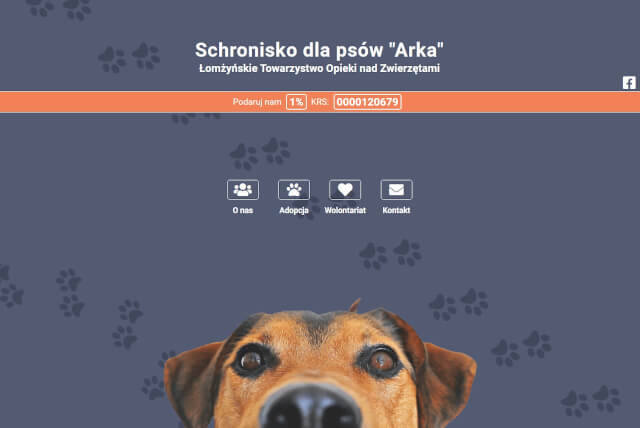 Schronisko dla psów "Arka"
Łomżyńskie Towarzystwo Opieki nad Zwierzętami
Podaruj nam 1% KRS: 0000120679
O nas Adopcja Wolontariat Kontakt